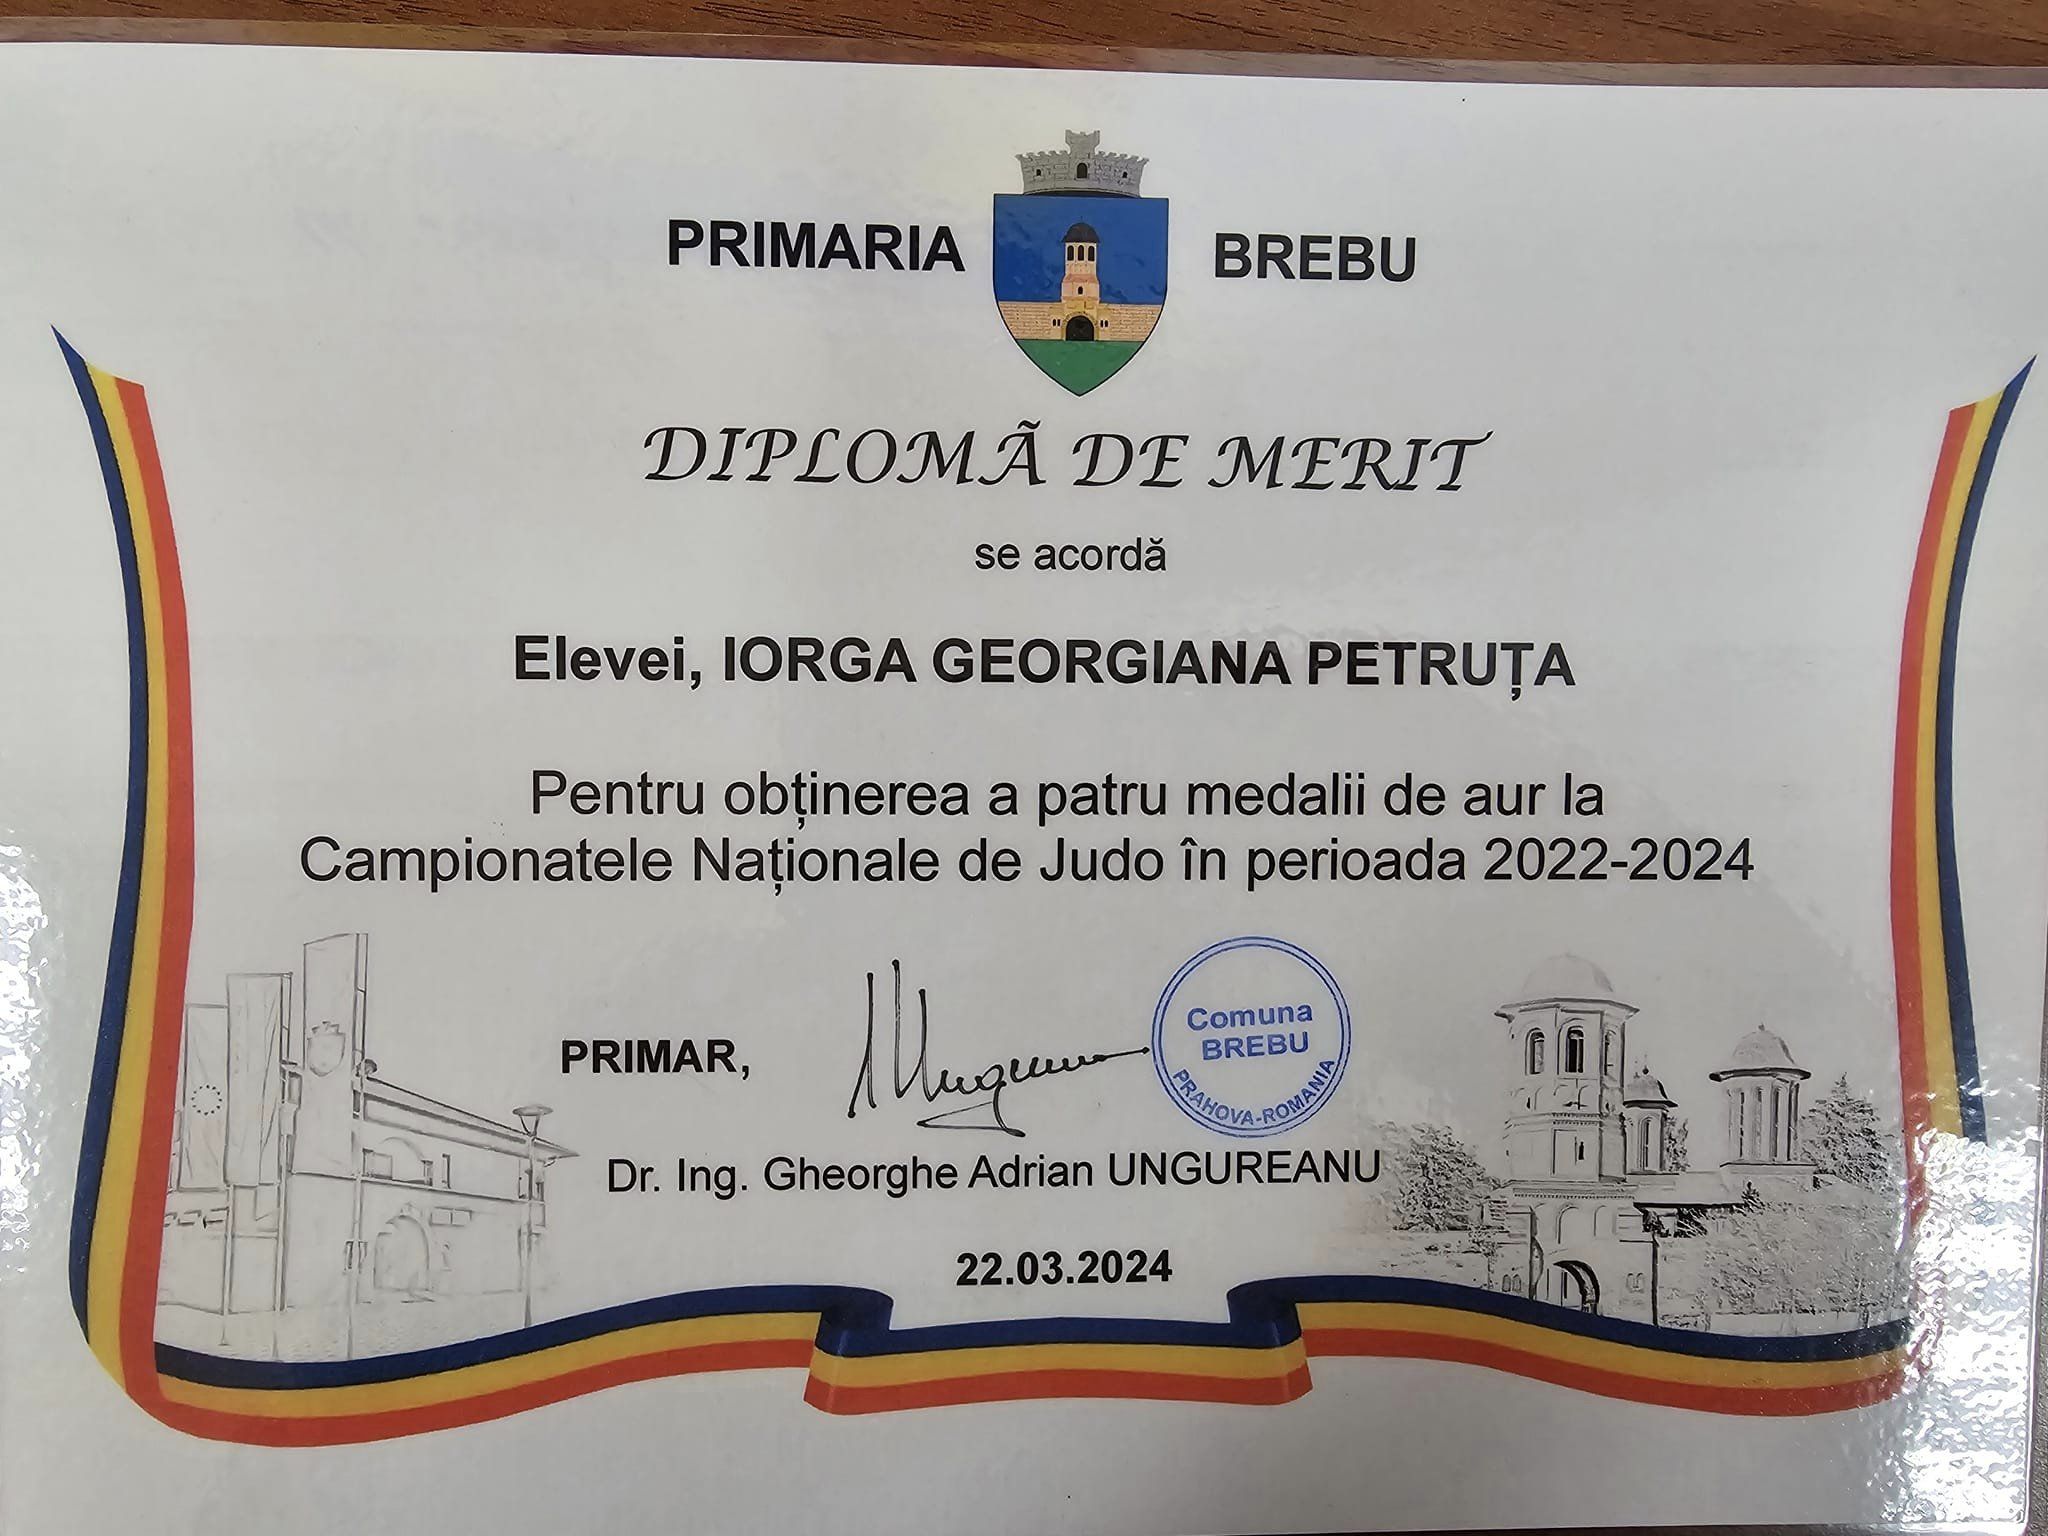 PRIMARIA BREBU
DIPLOMÃ DE MERIT
se acordă
Elevei, IORGA GEORGIANA PETRUȚA
Pentru obținerea a patru medalii de aur la
Campionatele Naționale de Judo în perioada 2022-2024
PRIMAR,
Ungureanu
Comuna
BREBU
PRAHOVA-ROMANIA
Dr. Ing. Gheorghe Adrian UNGUREANU
22.03.2024